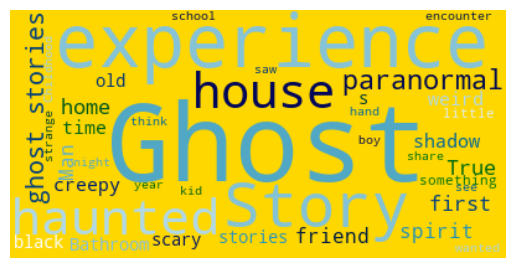 school
encounter
experience
ghost stories
childhood
saw
old
house
paranormal
home
s
weird
hand
little
time
strange
think
Ghost
boy
shadow
Man
share
True
night
creepy
year
kid
something
see
haunted
Story
first
black
Bathroom
scary
stories
friend
spirit
wanted